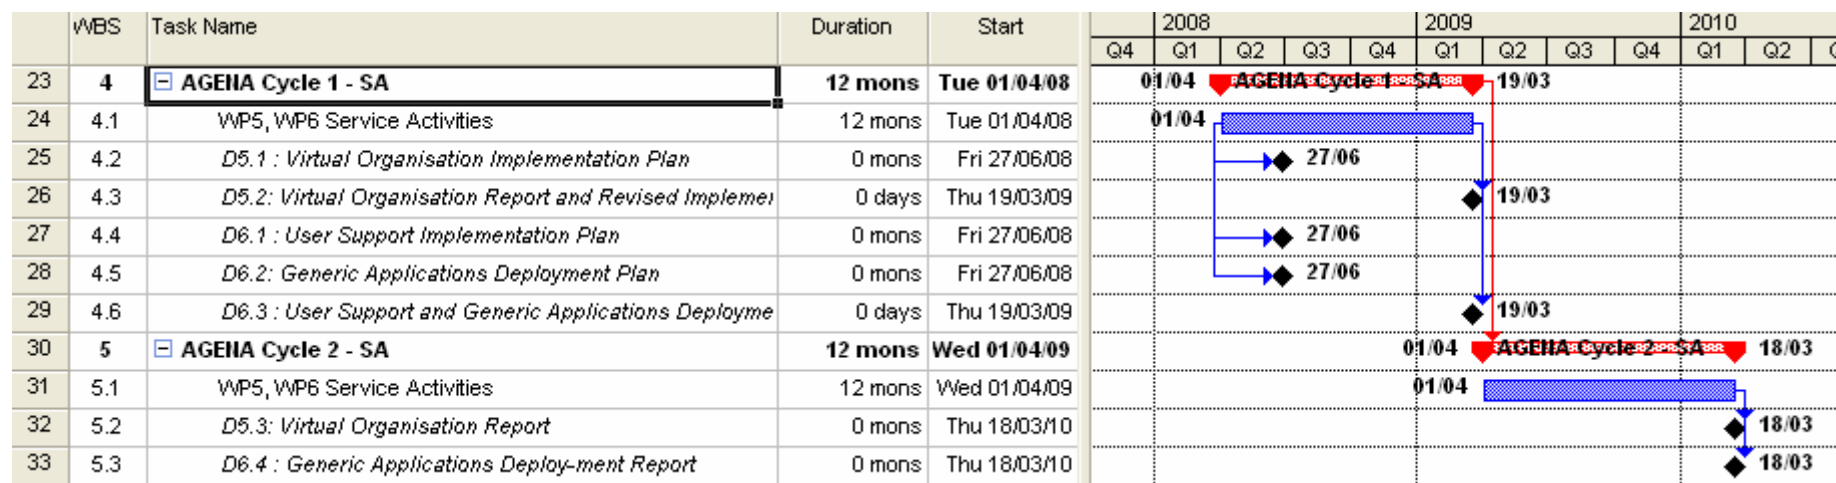 WBS Task Name Duration Start 2008 2009 2010
Q4 Q1 Q2 Q3 Q4 Q1 Q2 Q3 Q4 Q1 Q2
23 4 AGENA Cycle 1 - SA 12 mons Tue 01/04/08 01/04 AGENA Cycle 1 - SA 19/03
24 4.1 WP5, WP6 Service Activities 12 mons Tue 01/04/08 01/04
25 4.2 D5.1 : Virtual Organisation Implementation Plan 0 mons Fri 27/06/08 27/06
26 4.3 D5.2: Virtual Organisation Report and Revised Implemer 0 days Thu 19/03/09 19/03
27 4.4 D6.1 : User Support Implementation Plan 0 mons Fri 27/06/08 27/06
28 4.5 D6.2: Generic Applications Deployment Plan 0 mons Fri 27/06/08 27/06
29 4.6 D6.3 : User Support and Generic Applications Deployme 0 days Thu 19/03/09 19/03
30 5 AGENA Cycle 2 - SA 12 mons Wed 01/04/09 01/04 AGENA Cycle 2 - SA 18/03
31 5.1 WP5, WP6 Service Activities 12 mons Wed 01/04/09 01/04
32 5.2 D5.3: Virtual Organisation Report 0 mons Thu 18/03/10 18/03
33 5.3 D6.4 : Generic Applications Deploy-ment Report 0 mons Thu 18/03/10 18/03